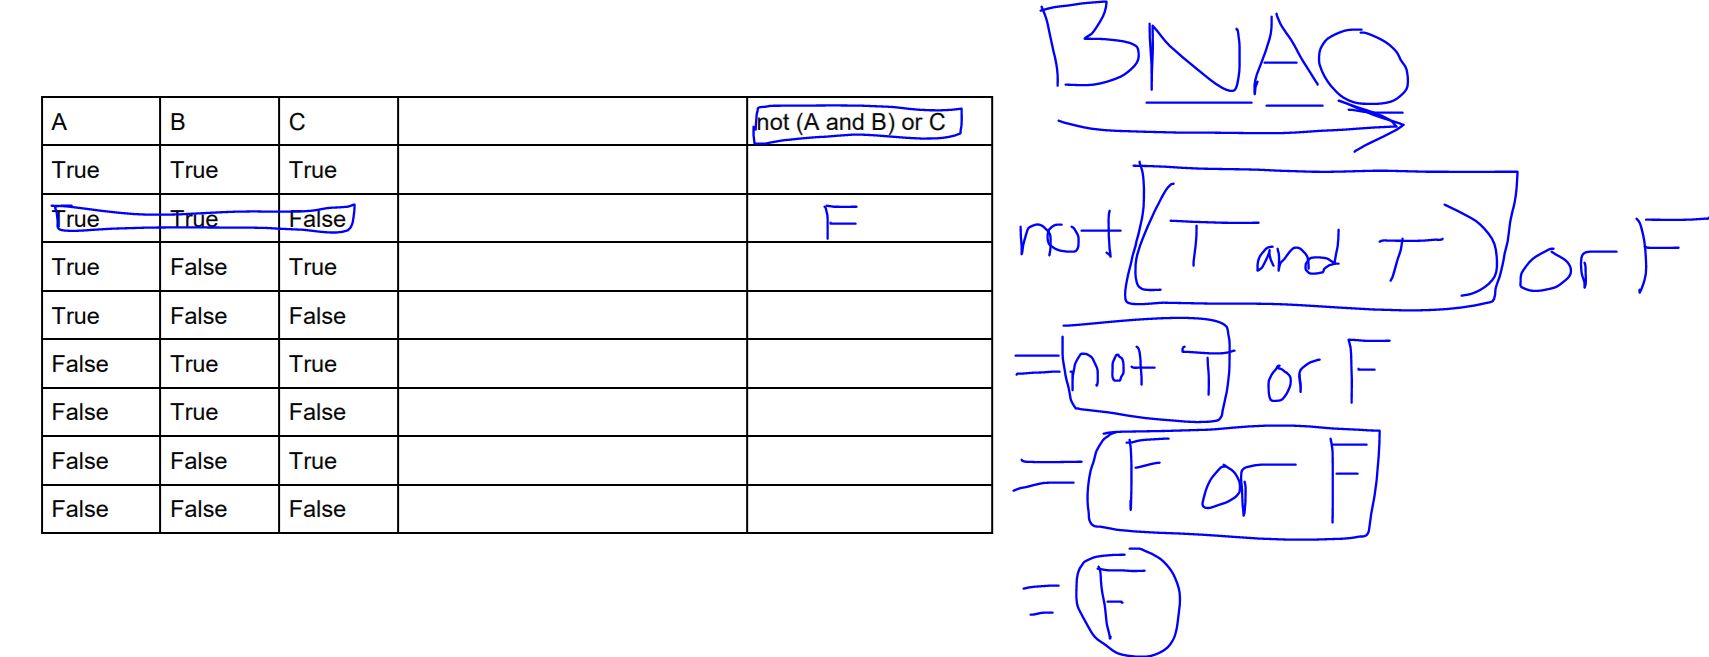 BNAO
A B C not (A and B) or C
True True True
True True False F
True False True
True False False
False True True
False True False
False False True
False False False
not (T and T) or F
= not T or F
= F or F
= F